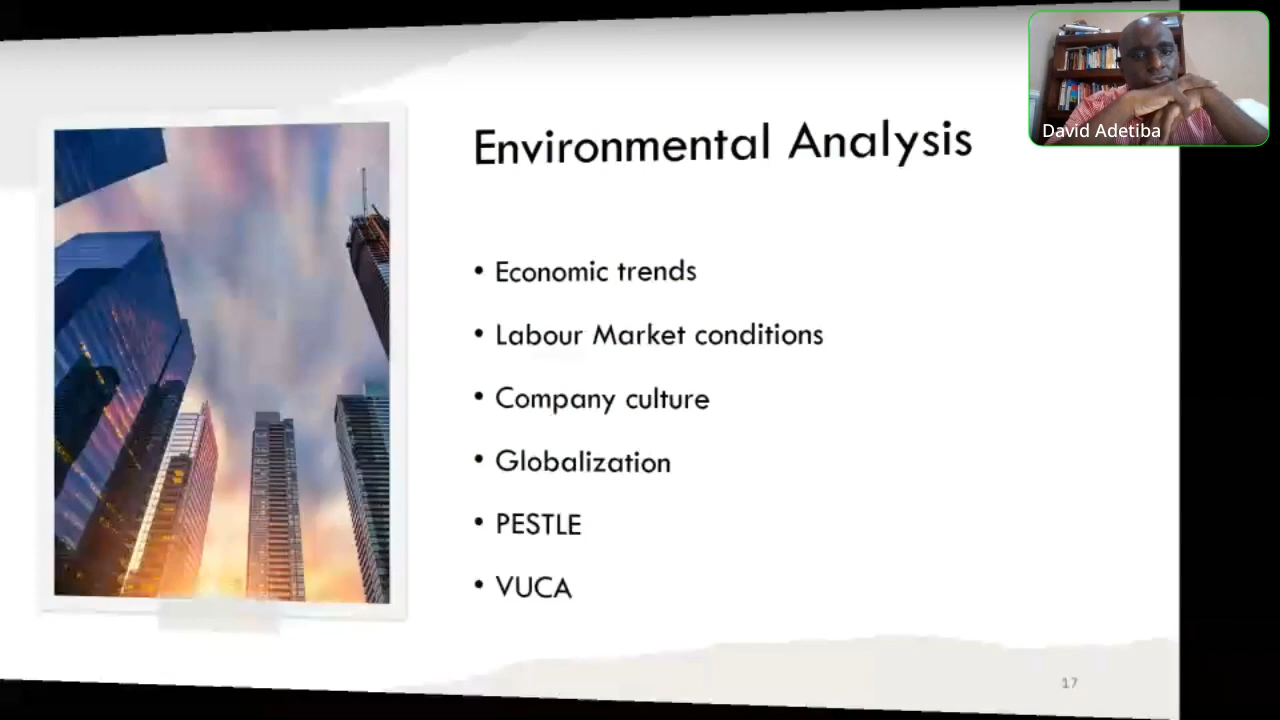 Environmental Analysis
David Adetiba
• Economic trends
• Labour Market conditions
• Company culture
• Globalization
• PESTLE
• VUCA
17